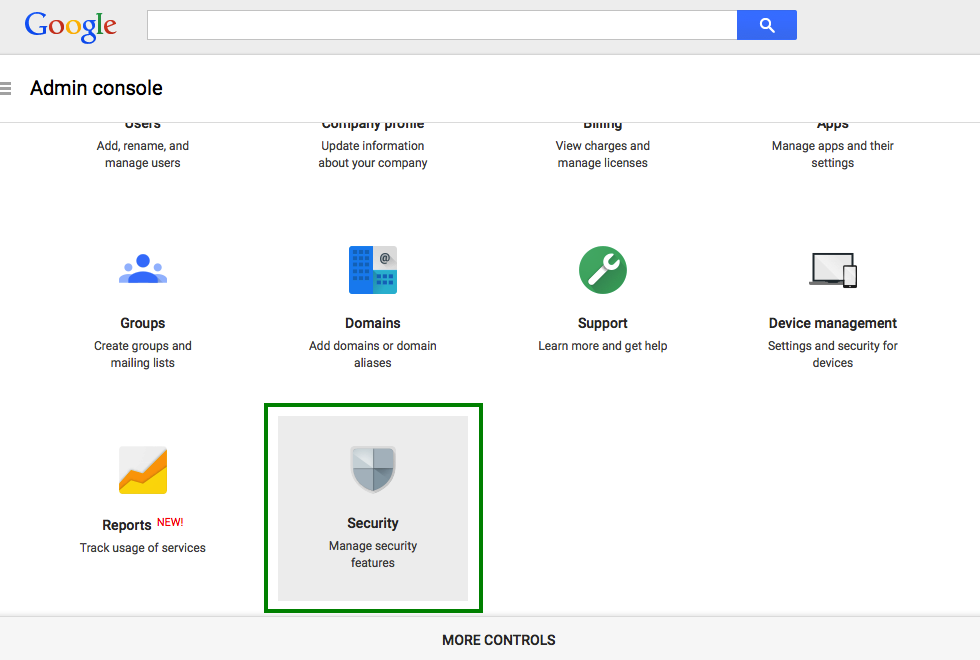 Google
Admin console
Users
Company profile
Billing
Apps
Add, rename, and
manage users
Update information
about your company
View charges and
manage licenses
Manage apps and their
settings
@
Groups
Create groups and
mailing lists
Domains
Add domains or domain
aliases
Support
Learn more and get help
Device management
Settings and security for
devices
Reports NEW!
Track usage of services
Security
Manage security
features
MORE CONTROLS